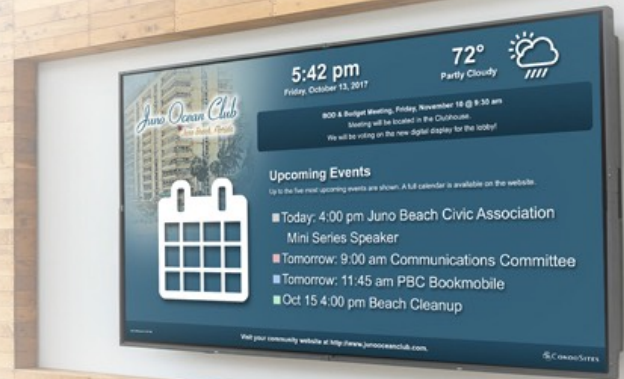 5:42 pm
Friday, October 13, 2017
72°
Partly Cloudy
Juno Ocean Club
Juno Beach, Florida
BOD & Budget Meeting, Friday, November 10 @ 9:30 am
Meeting will be located in the Clubhouse.
We will be voting on the new digital display for the lobby!
Upcoming Events
Up to the five most upcoming events are shown. A full calendar is available on the website.
Today: 4:00 pm Juno Beach Civic Association
Mini Series Speaker
Tomorrow: 9:00 am Communications Committee
Tomorrow: 11:45 am PBC Bookmobile
Oct 15 4:00 pm Beach Cleanup
Visit your community website at http://www.junooceanclub.com.
CondoSites